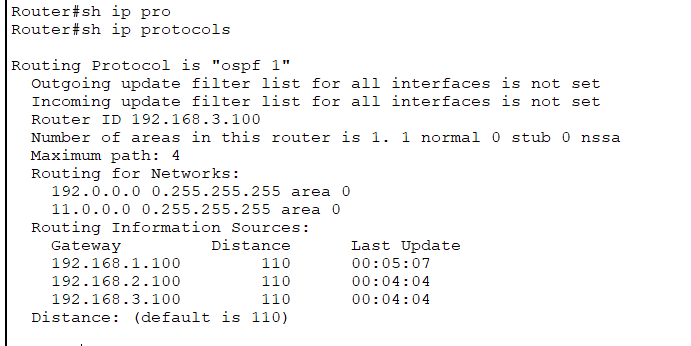 Router#sh ip pro
Router#sh ip protocols

Routing Protocol is "ospf 1"
  Outgoing update filter list for all interfaces is not set
  Incoming update filter list for all interfaces is not set
  Router ID 192.168.3.100
  Number of areas in this router is 1. 1 normal 0 stub 0 nssa
  Maximum path: 4
  Routing for Networks:
    192.0.0.0 0.255.255.255 area 0
    11.0.0.0 0.255.255.255 area 0
  Routing Information Sources:
    Gateway         Distance      Last Update
    192.168.1.100        110      00:05:07
    192.168.2.100        110      00:04:04
    192.168.3.100        110      00:04:04
  Distance: (default is 110)